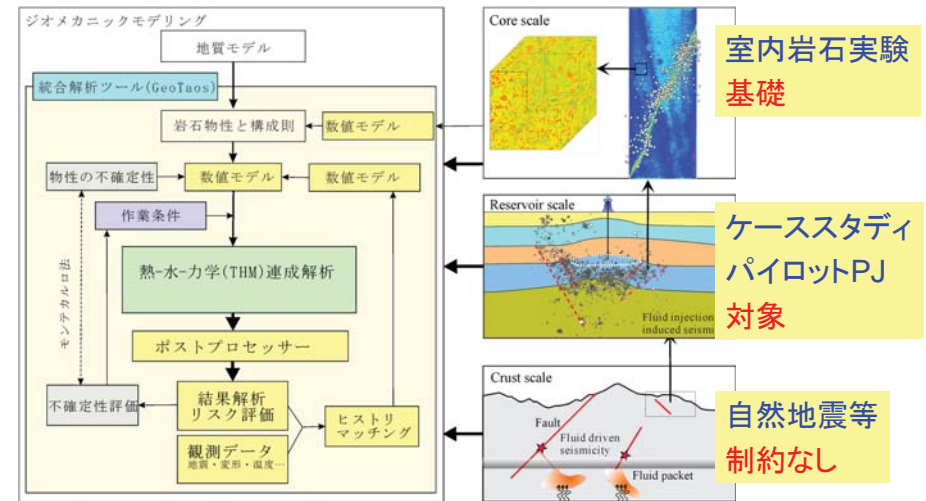 ジオメカニックモデリング
地質モデル
統合解析ツール(GeoTaos)
岩石物性と構成則
数値モデル
物性の不確定性
数値モデル
数値モデル
作業条件
熱-水-力学(THM)連成解析
モンテカルロ法
ポストプロセッサー
不確定性評価
結果解析
リスク評価
観測データ
地震・変形・温度…
ヒストリ
マッチング
Core scale
室内岩石実験
基礎
Reservoir scale
Fluid injection
induced seismi
ケーススタディ
パイロットPJ
対象
Crust scale
Fault
Fluid driven
seismicity
Fluid packet
自然地震等
制約なし